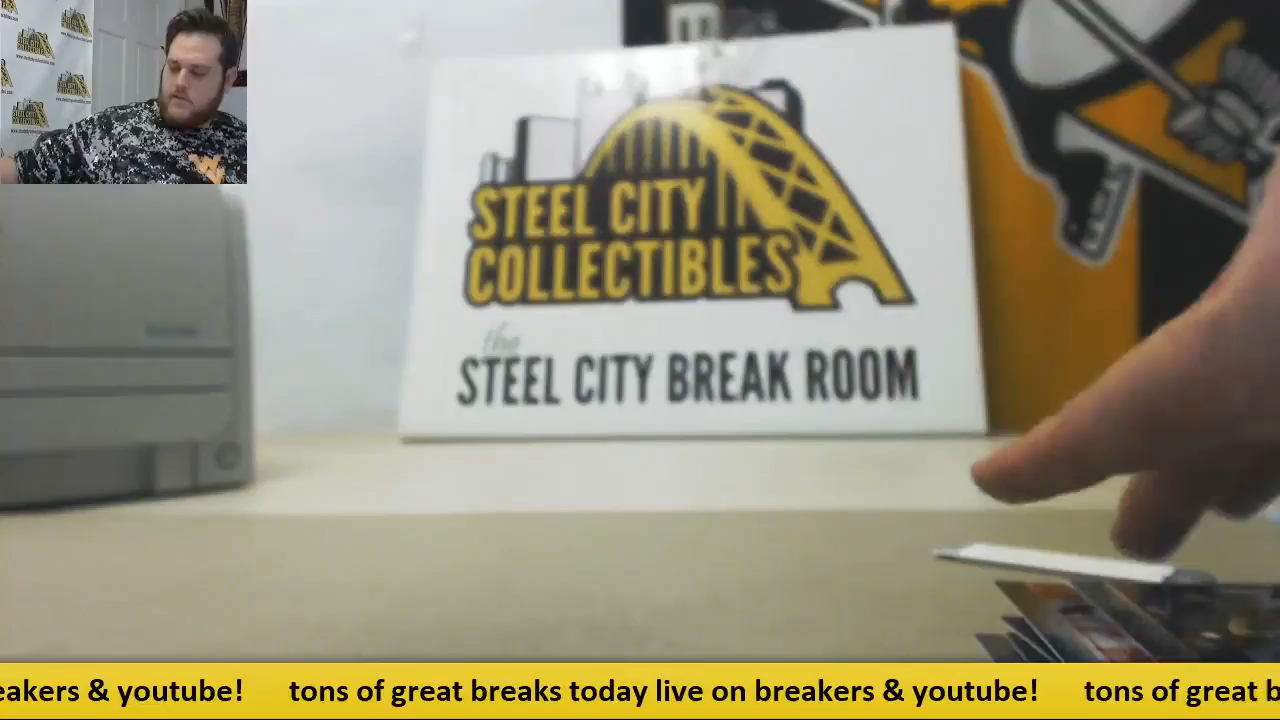 STEEL CITY
COLLECTIBLES
the
STEEL CITY BREAK ROOM
eakers & youtube! tons of great breaks today live on breakers & youtube! tons of great b